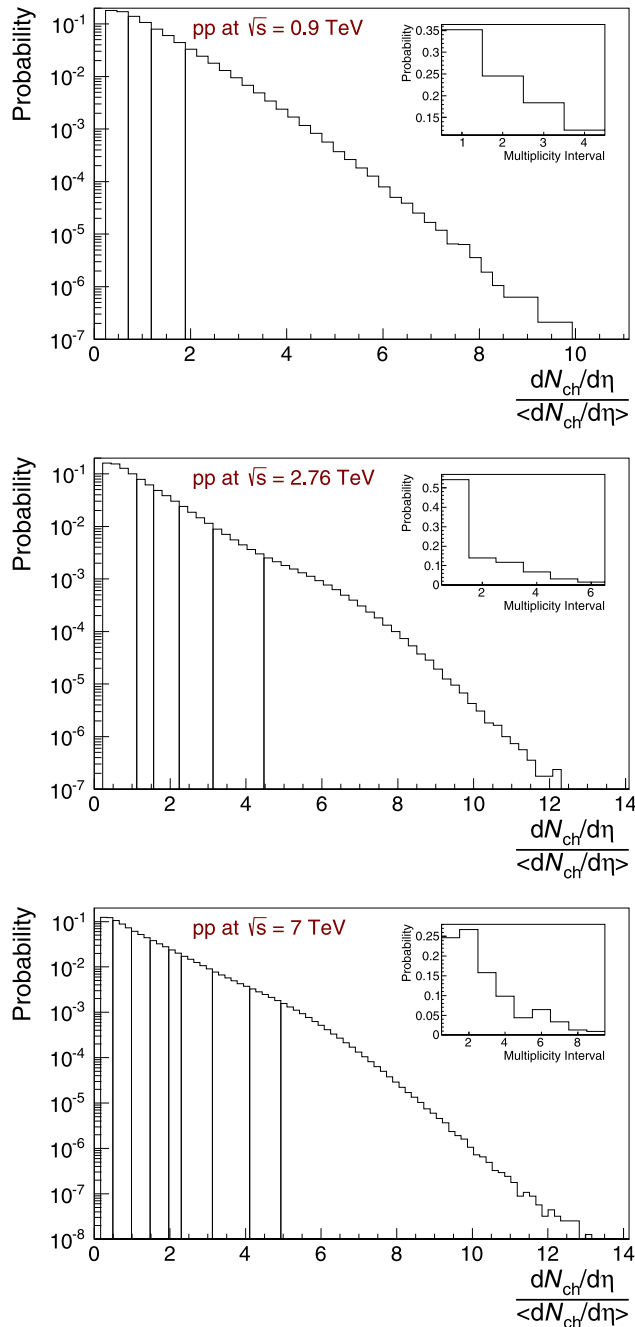 pp at √s = 0.9 TeV
Probability
10⁻¹
10⁻²
10⁻³
10⁻⁴
10⁻⁵
10⁻⁶
10⁻⁷
0 2 4 6 8 10
dN_ch/dη
<dN_ch/dη>
Probability
0.35
0.3
0.25
0.2
0.15
1 2 3 4
Multiplicity Interval
pp at √s = 2.76 TeV
Probability
10⁻¹
10⁻²
10⁻³
10⁻⁴
10⁻⁵
10⁻⁶
10⁻⁷
0 2 4 6 8 10 12 14
dN_ch/dη
<dN_ch/dη>
Probability
0.5
0.4
0.3
0.2
0.1
0
2 4 6
Multiplicity Interval
pp at √s = 7 TeV
Probability
10⁻¹
10⁻²
10⁻³
10⁻⁴
10⁻⁵
10⁻⁶
10⁻⁷
10⁻⁸
0 2 4 6 8 10 12 14
dN_ch/dη
<dN_ch/dη>
Probability
0.25
0.2
0.15
0.1
0.05
0
2 4 6 8
Multiplicity Interval